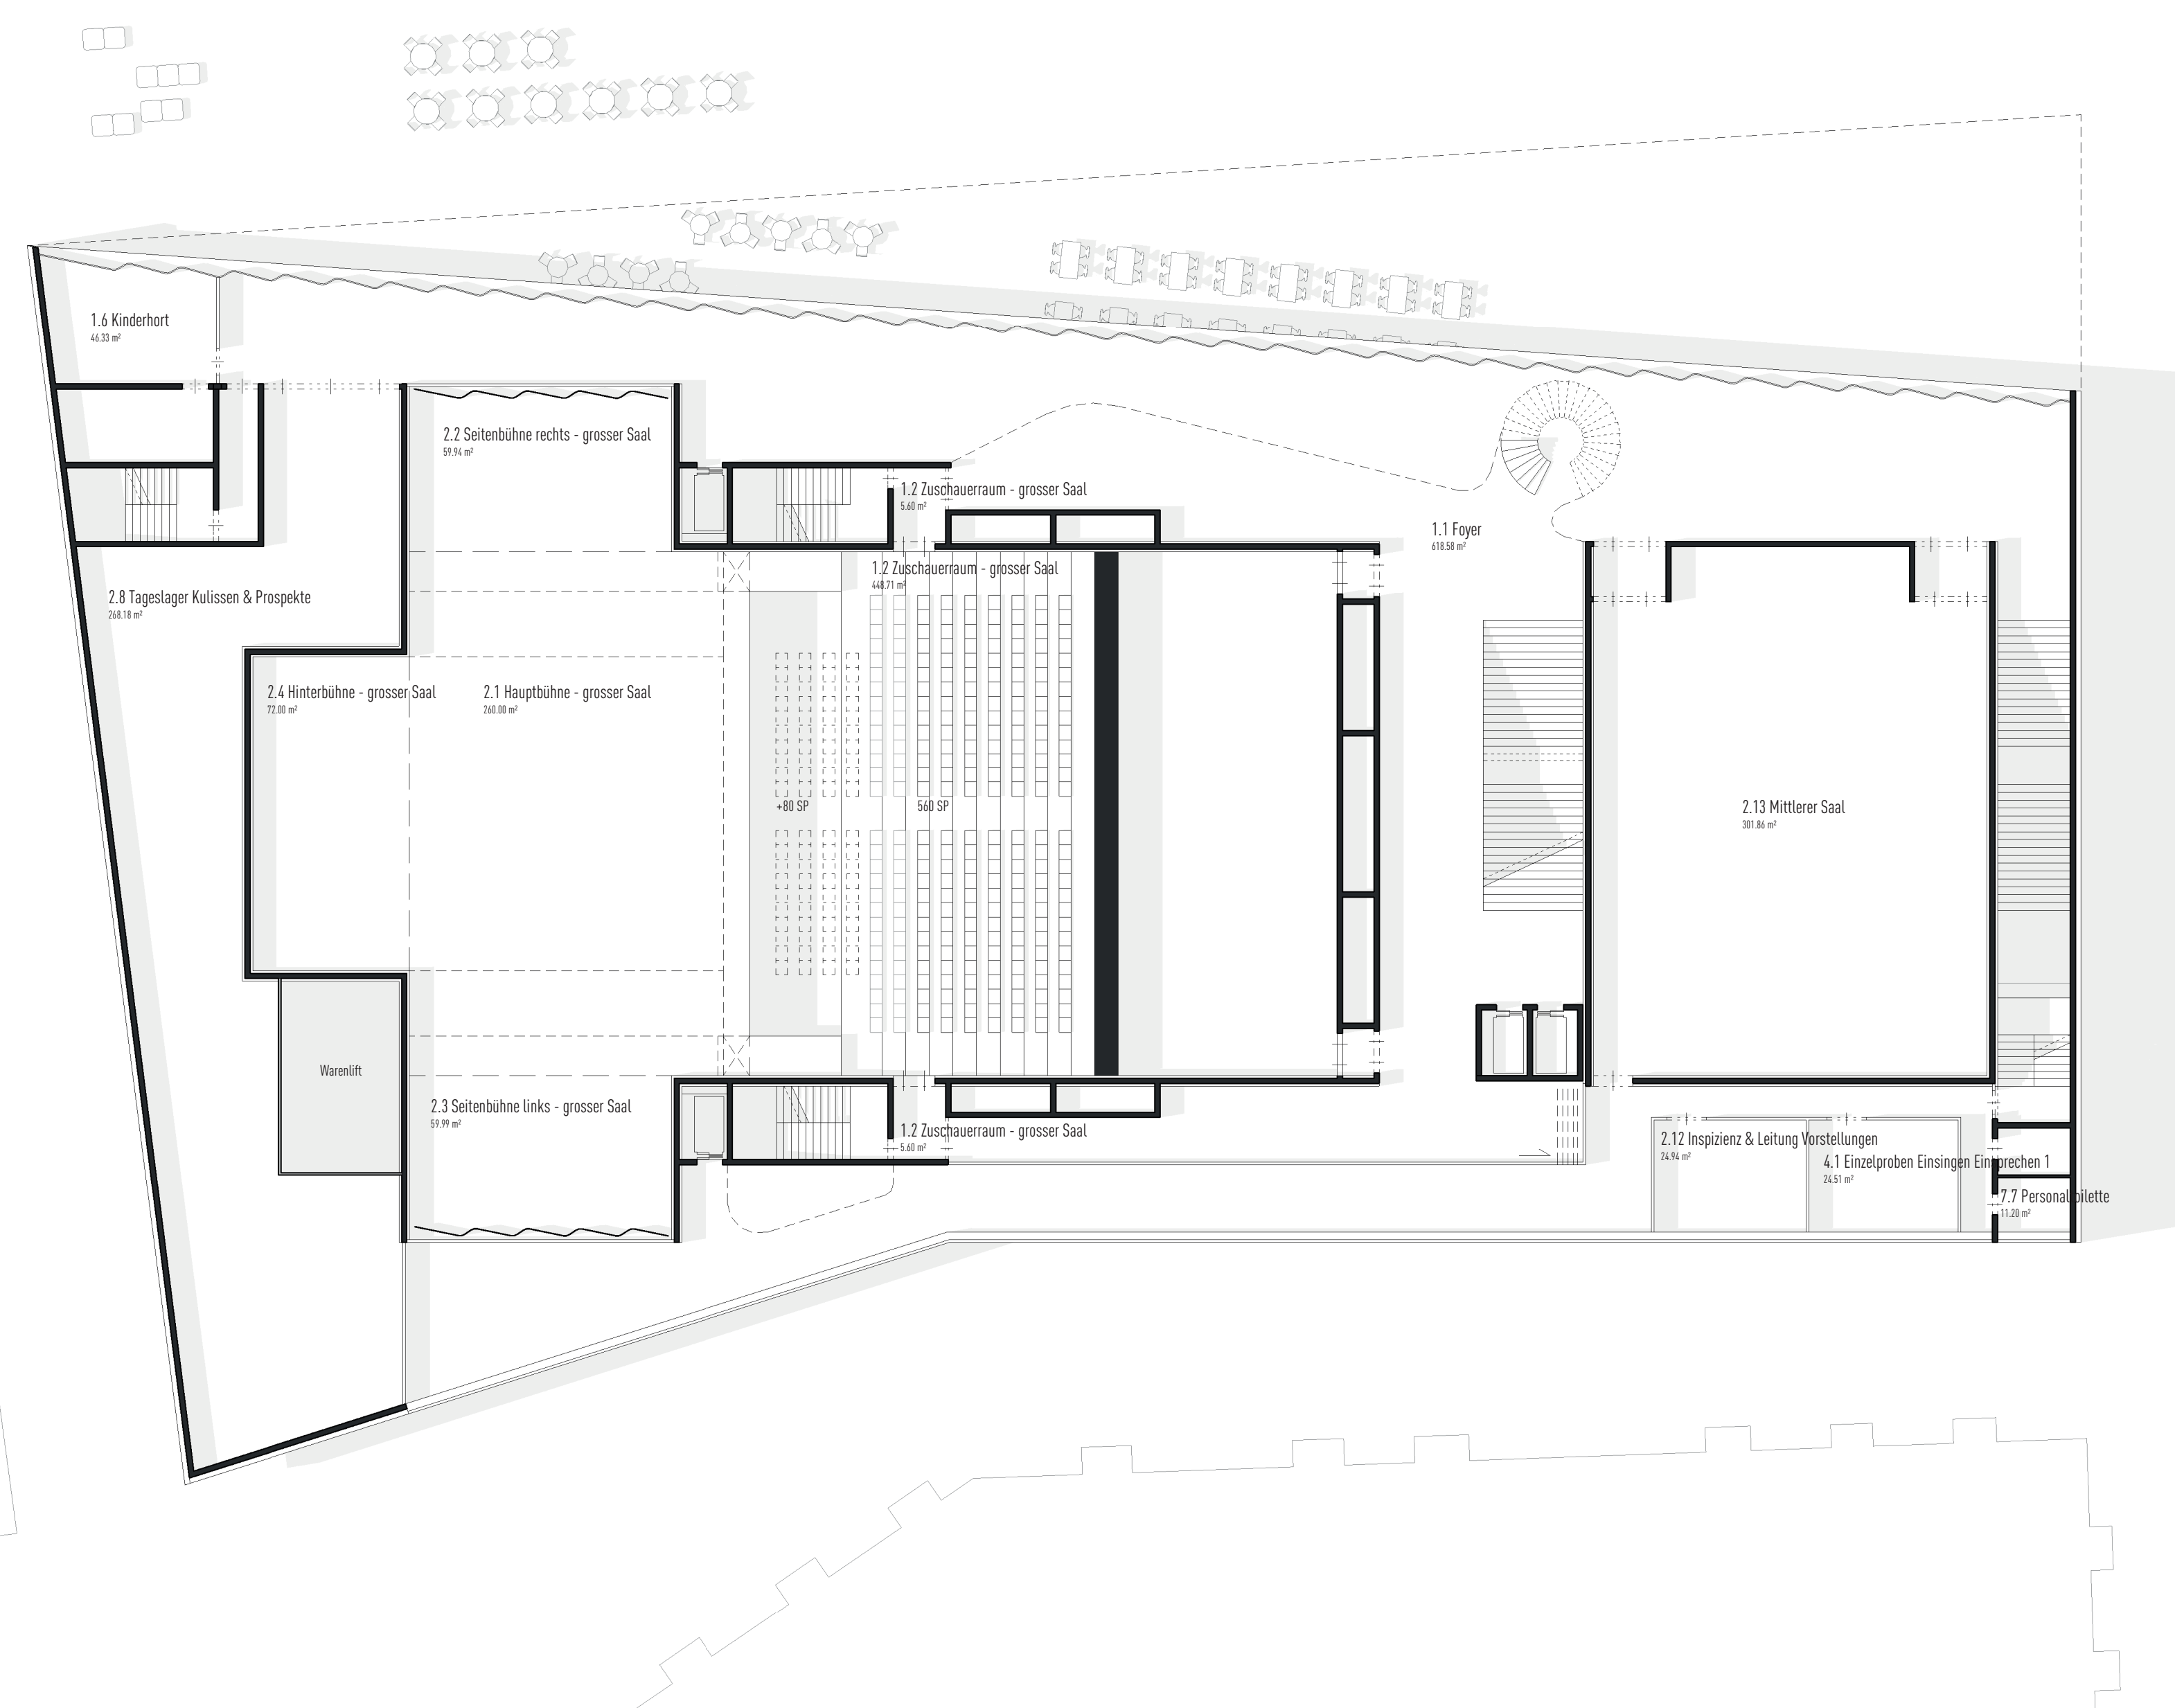 1.6 Kinderhort
46.33 m²
2.2 Seitenbühne rechts - grosser Saal
59.94 m²
1.2 Zuschauerraum - grosser Saal
5.60 m²
1.1 Foyer
618.58 m²
1.2 Zuschauerraum - grosser Saal
448.71 m²
2.8 Tageslager Kulissen & Prospekte
268.18 m²
2.4 Hinterbühne - grosser Saal
72.00 m²
2.1 Hauptbühne - grosser Saal
260.00 m²
+80 SP
560 SP
2.13 Mittlerer Saal
301.86 m²
Warenlift
2.3 Seitenbühne links - grosser Saal
59.99 m²
1.2 Zuschauerraum - grosser Saal
5.60 m²
2.12 Inspizienz & Leitung Vorstellungen
24.94 m²
4.1 Einzelproben Einsingen Einsprechen 1
24.51 m²
7.7 Personaltoilette
11.20 m²